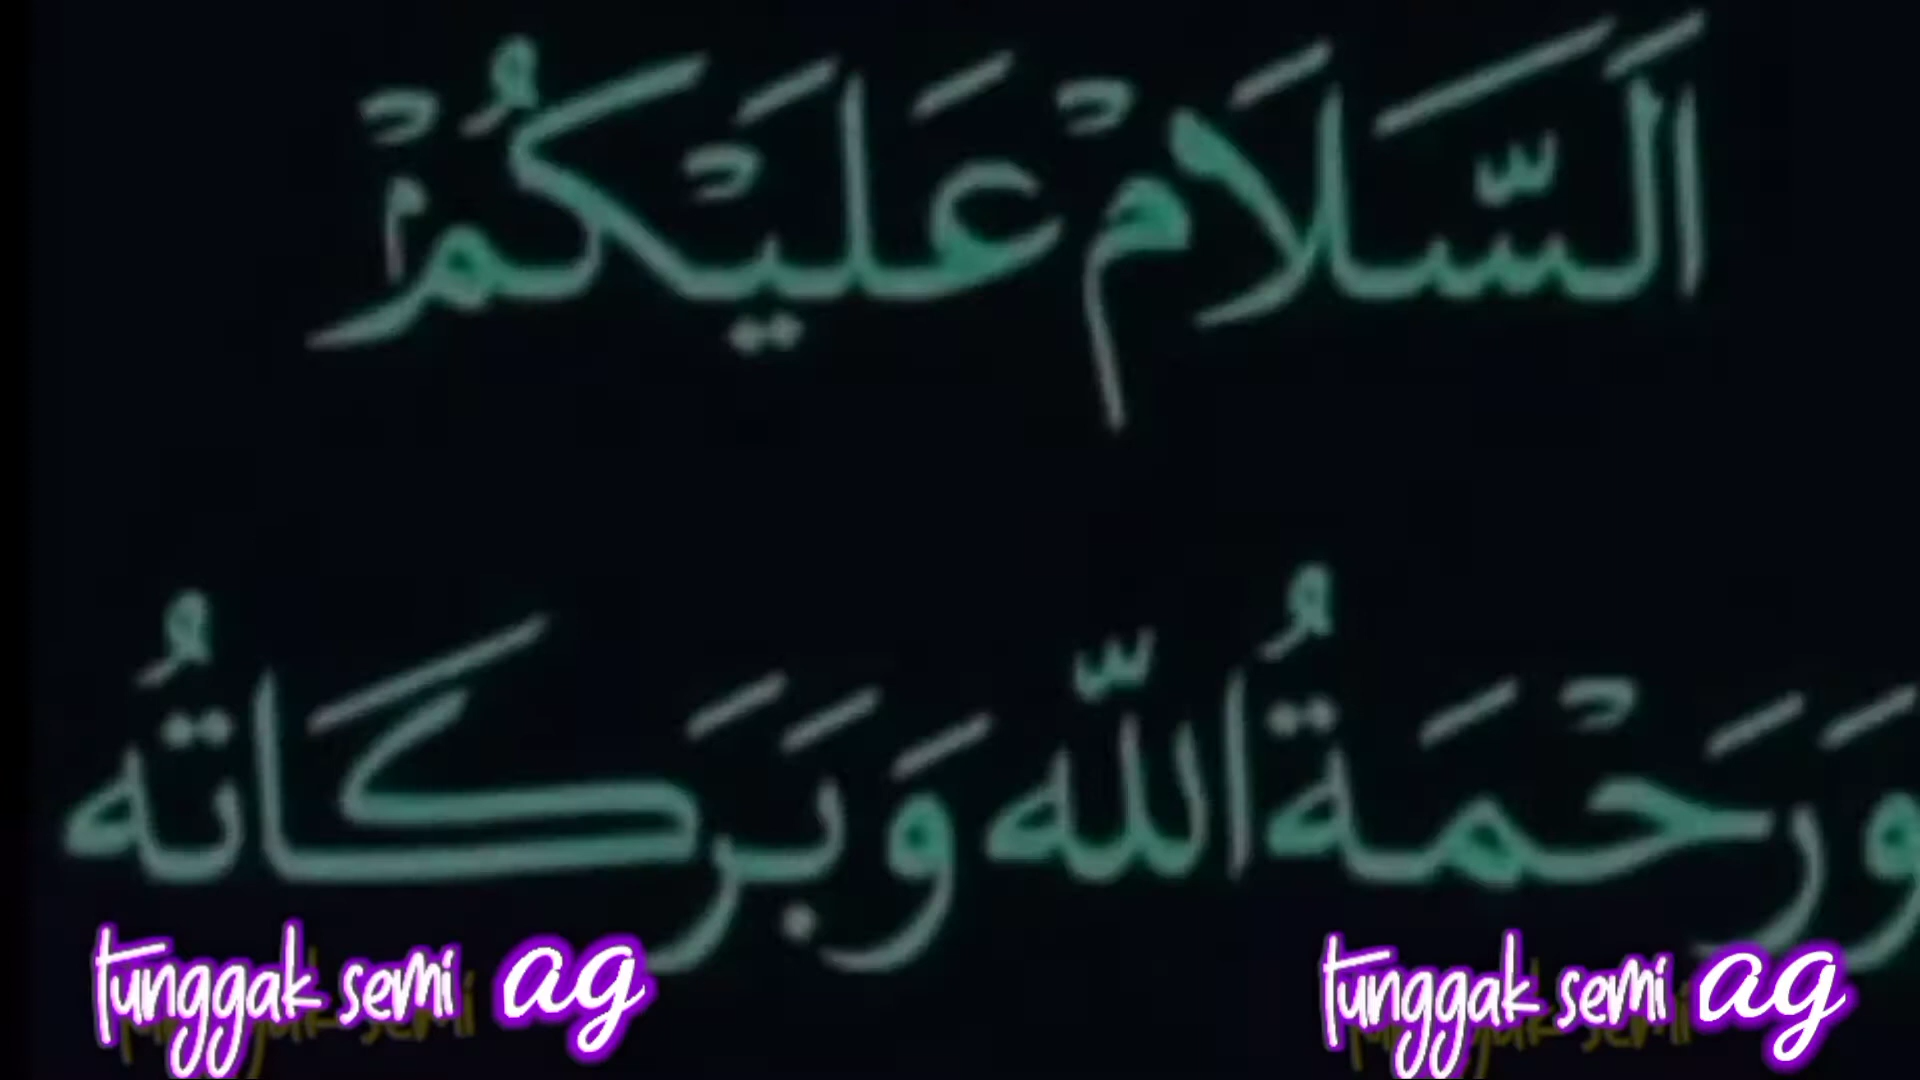 اَلسَّلَامْ عَلَيْكُمْ
وَرَحْمَةُ اللّه وَبَرَكَاتُه
tunggak semi ag tunggak semi ag